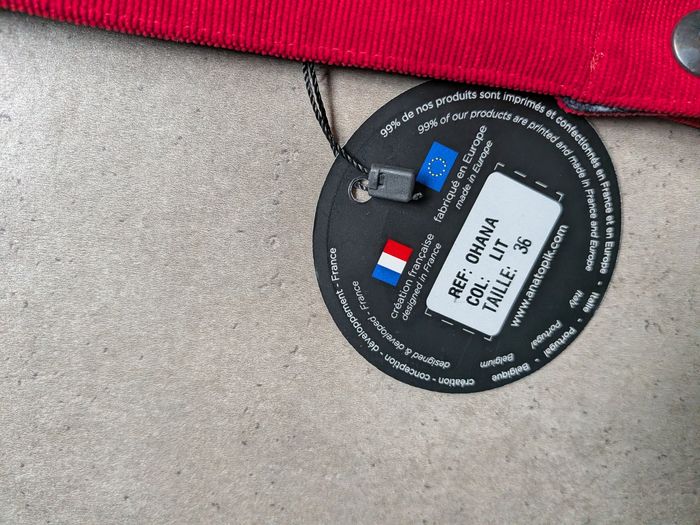 99% de nos produits sont imprimés et confectionnés en France et en Europe
99% of our products are printed and made in France and Europe
fabriqué en Europe
made in Europe
création française
designed in France
REF: OHANA
COL: LIT
TAILLE: 36
www.anatopik.com
création - conception - développement - France
designed & developed - France
Belgique - Portugal - Italie
Belgium Portugal Italy